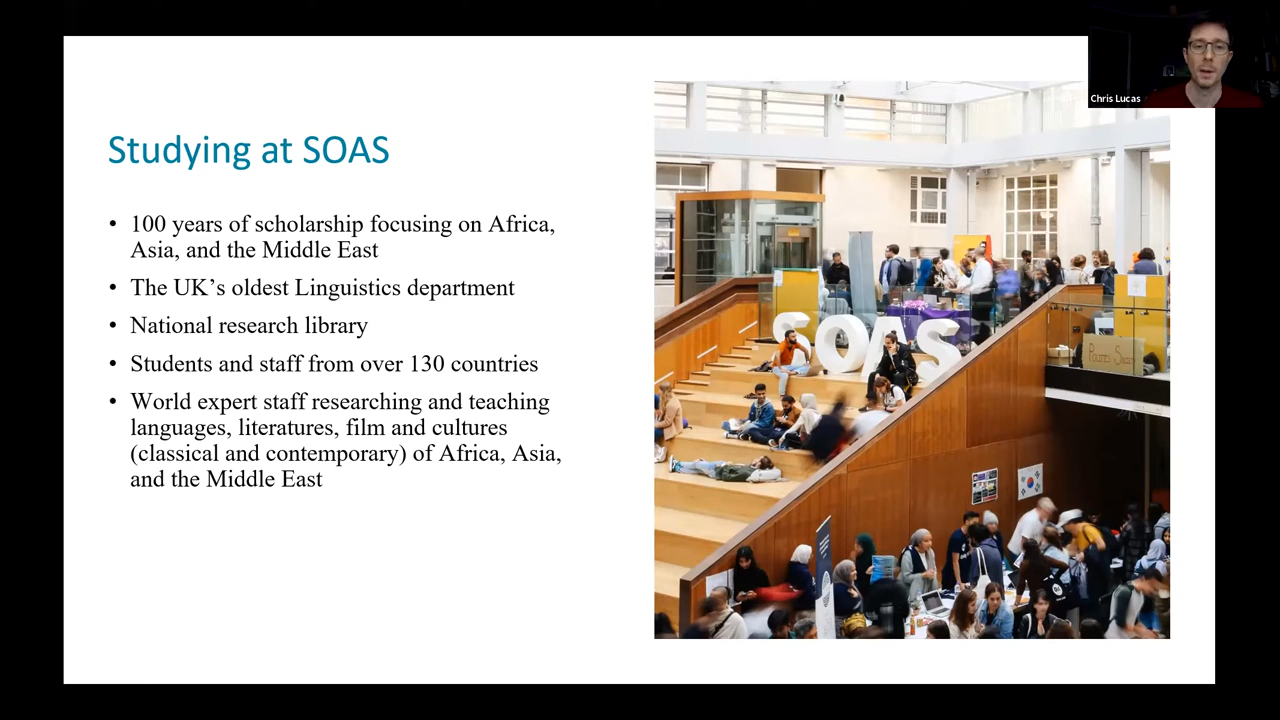 Chris Lucas
Studying at SOAS
• 100 years of scholarship focusing on Africa,
Asia, and the Middle East
• The UK’s oldest Linguistics department
• National research library
• Students and staff from over 130 countries
• World expert staff researching and teaching
languages, literatures, film and cultures
(classical and contemporary) of Africa, Asia,
and the Middle East
SOAS